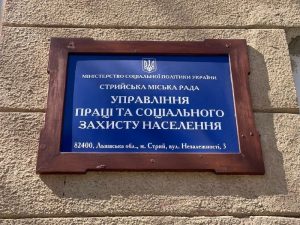 МІНІСТЕРСТВО СОЦІАЛЬНОЇ ПОЛІТИКИ УКРАЇНИ
СТРИЙСЬКА МІСЬКА РАДА
УПРАВЛІННЯ
ПРАЦІ ТА СОЦІАЛЬНОГО
ЗАХИСТУ НАСЕЛЕННЯ
82400, Львівська обл., м. Стрий, вул. Незалежності, 3